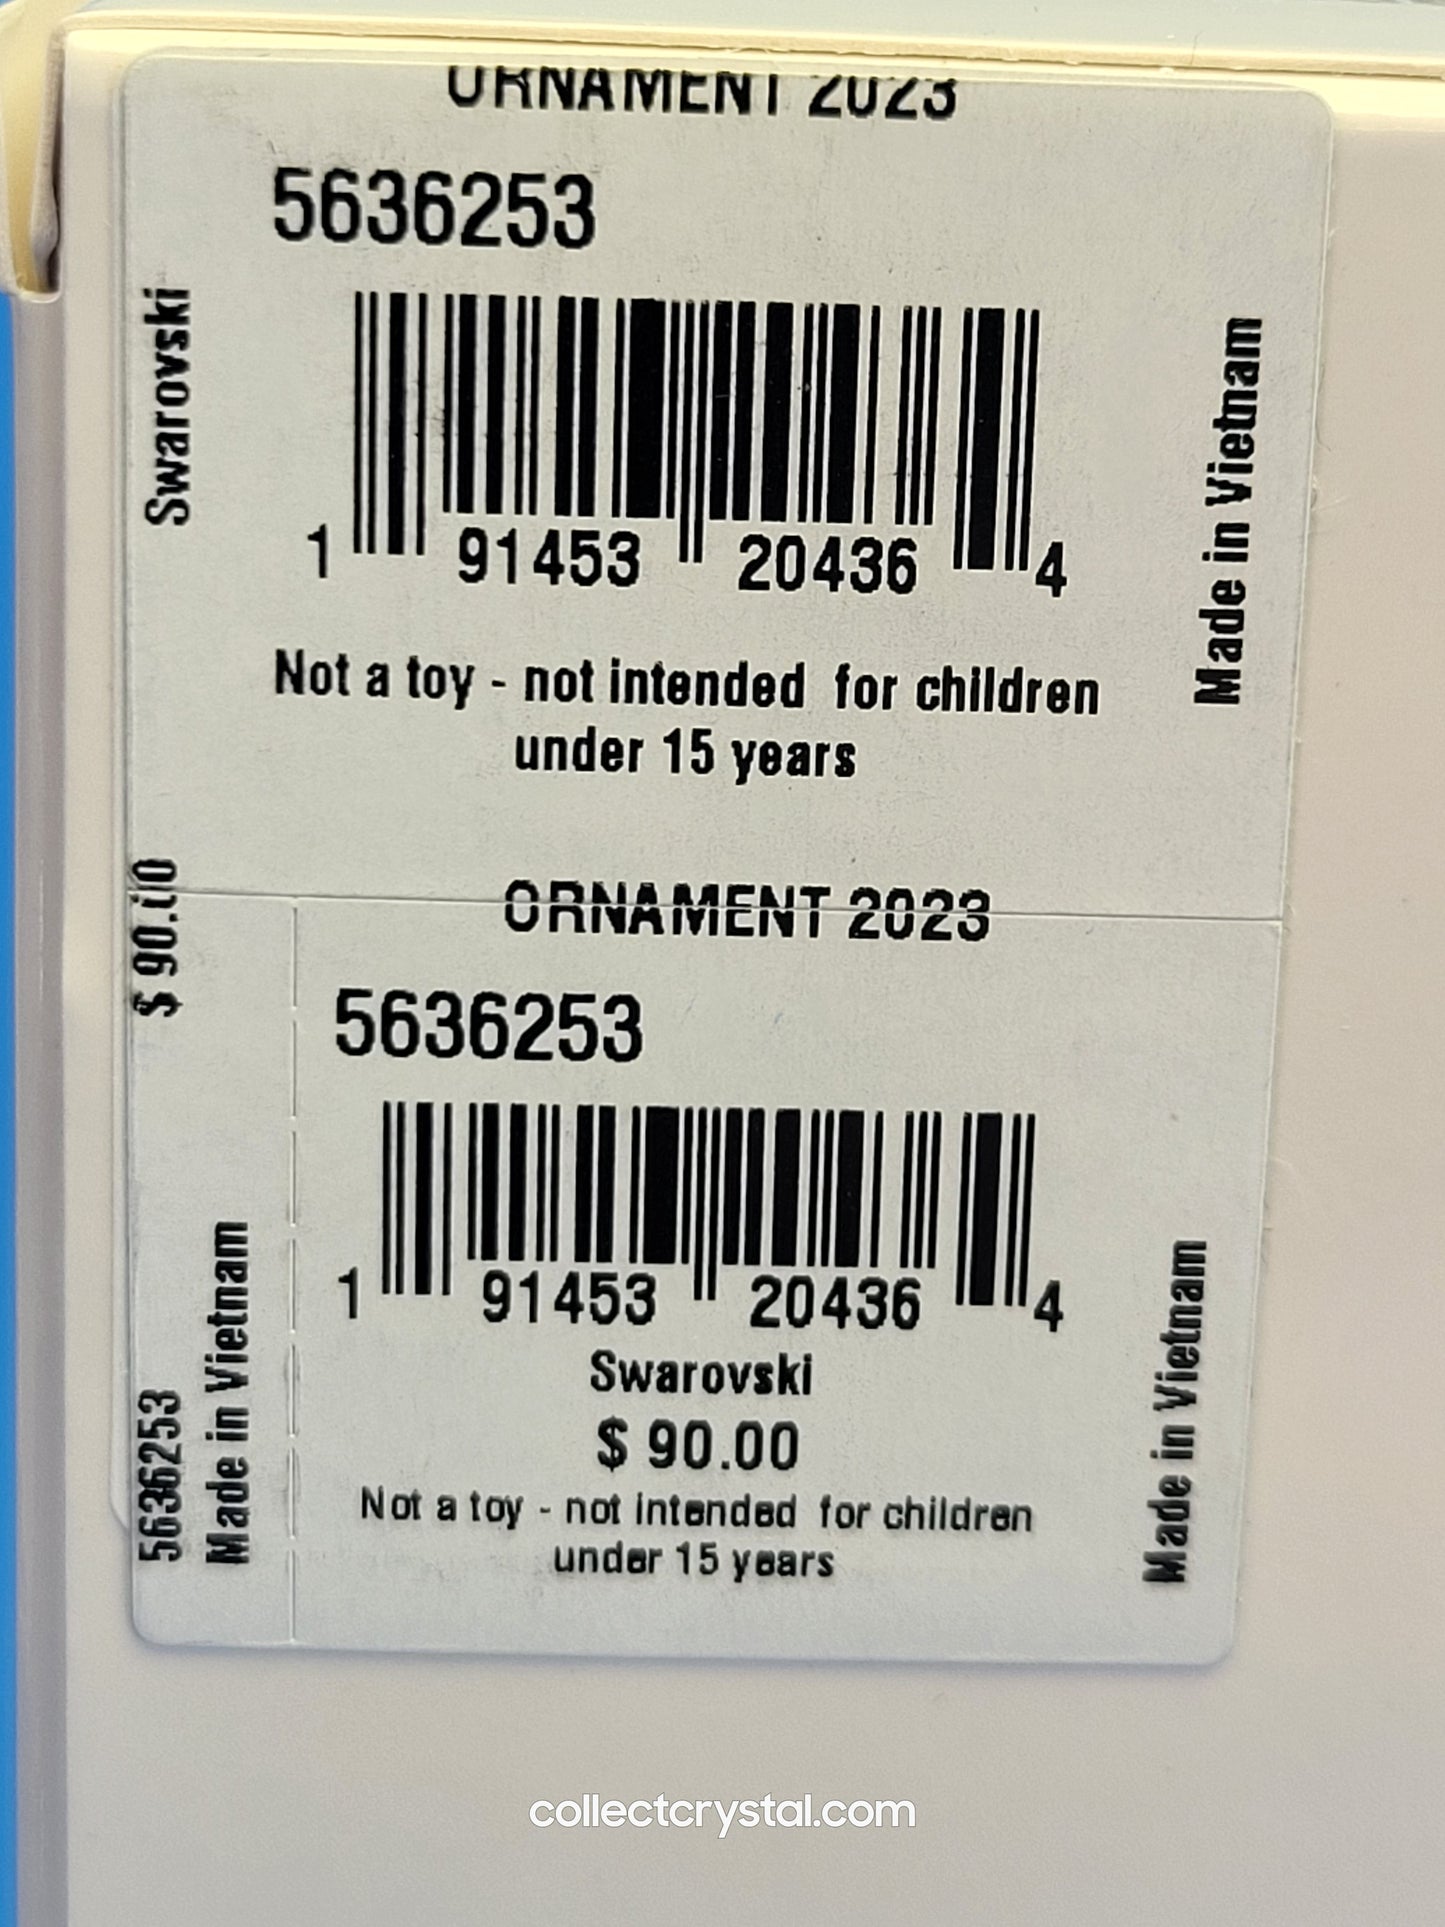 ORNAMENT 2023
5636253
Swarovski
1 91453 20436 4
Made in Vietnam
Not a toy - not intended for children
under 15 years
$ 90.00
ORNAMENT 2023
5636253
1 91453 20436 4
Swarovski
$ 90.00
Not a toy - not intended for children
under 15 years
5636253
Made in Vietnam
Made in Vietnam
collectcrystal.com